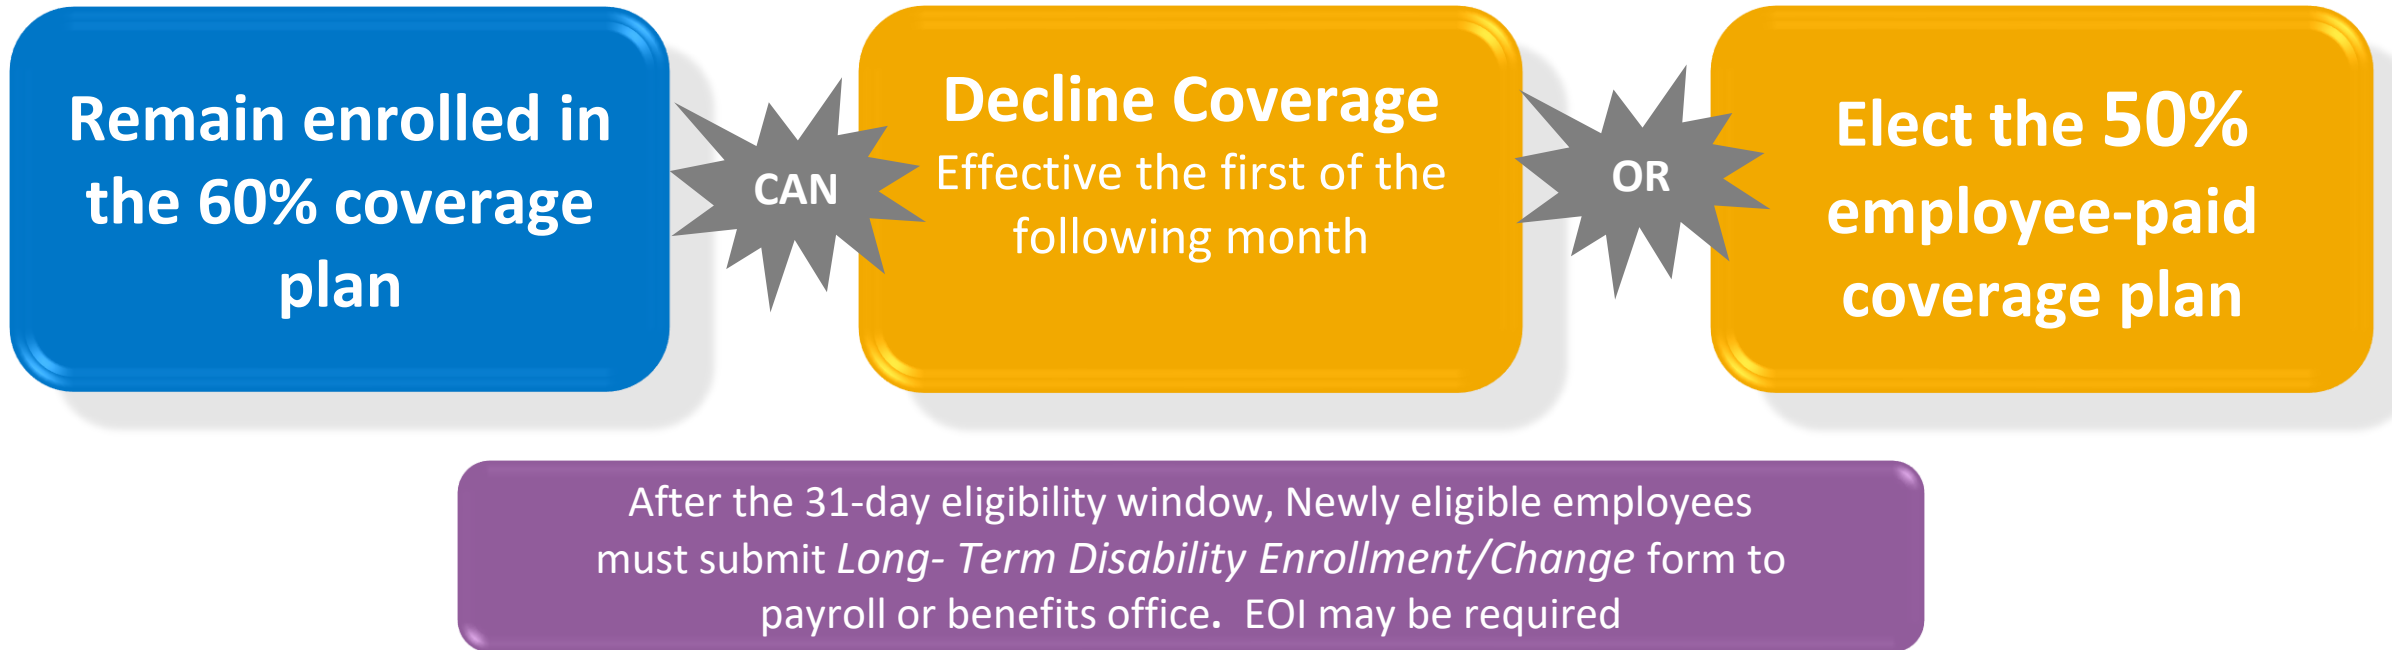 Remain enrolled in
the 60% coverage
plan
CAN
Decline Coverage
Effective the first of the
following month
OR
Elect the 50%
employee-paid
coverage plan
After the 31-day eligibility window, Newly eligible employees
must submit Long- Term Disability Enrollment/Change form to
payroll or benefits office.  EOI may be required